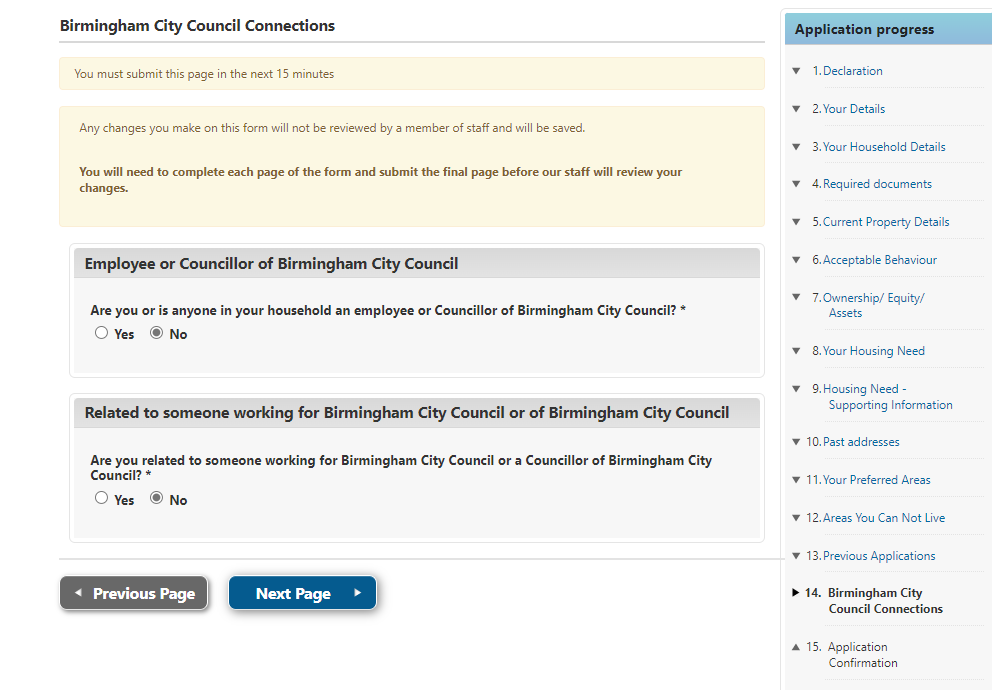 Birmingham City Council Connections
You must submit this page in the next 15 minutes
Any changes you make on this form will not be reviewed by a member of staff and will be saved.
You will need to complete each page of the form and submit the final page before our staff will review your
changes.
Employee or Councillor of Birmingham City Council
Are you or is anyone in your household an employee or Councillor of Birmingham City Council? *
Yes No
Related to someone working for Birmingham City Council or of Birmingham City Council
Are you related to someone working for Birmingham City Council or a Councillor of Birmingham City
Council? *
Yes No
Previous Page Next Page
Application progress
1. Declaration
2. Your Details
3. Your Household Details
4. Required documents
5. Current Property Details
6. Acceptable Behaviour
7. Ownership/ Equity/
Assets
8. Your Housing Need
9. Housing Need -
Supporting Information
10. Past addresses
11. Your Preferred Areas
12. Areas You Can Not Live
13. Previous Applications
14. Birmingham City
Council Connections
15. Application
Confirmation